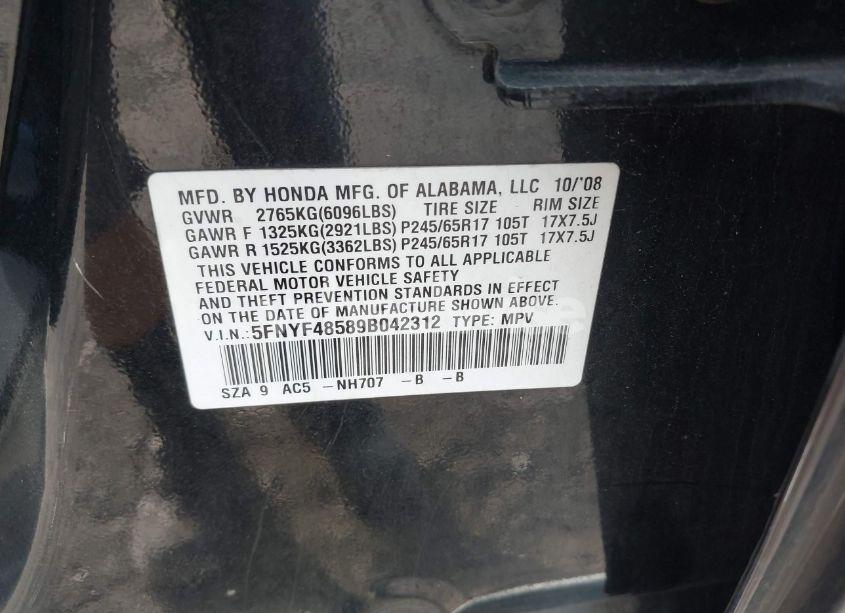 MFD. BY HONDA MFG. OF ALABAMA, LLC 10/'08
GVWR 2765KG(6096LBS) TIRE SIZE RIM SIZE
GAWR F 1325KG(2921LBS) P245/65R17 105T 17X7.5J
GAWR R 1525KG(3362LBS) P245/65R17 105T 17X7.5J
THIS VEHICLE CONFORMS TO ALL APPLICABLE
FEDERAL MOTOR VEHICLE SAFETY
AND THEFT PREVENTION STANDARDS IN EFFECT
ON THE DATE OF MANUFACTURE SHOWN ABOVE.
V.I.N.: 5FNYF48589B042312 TYPE: MPV
SZA 9 AC5 -NH707 -B -B